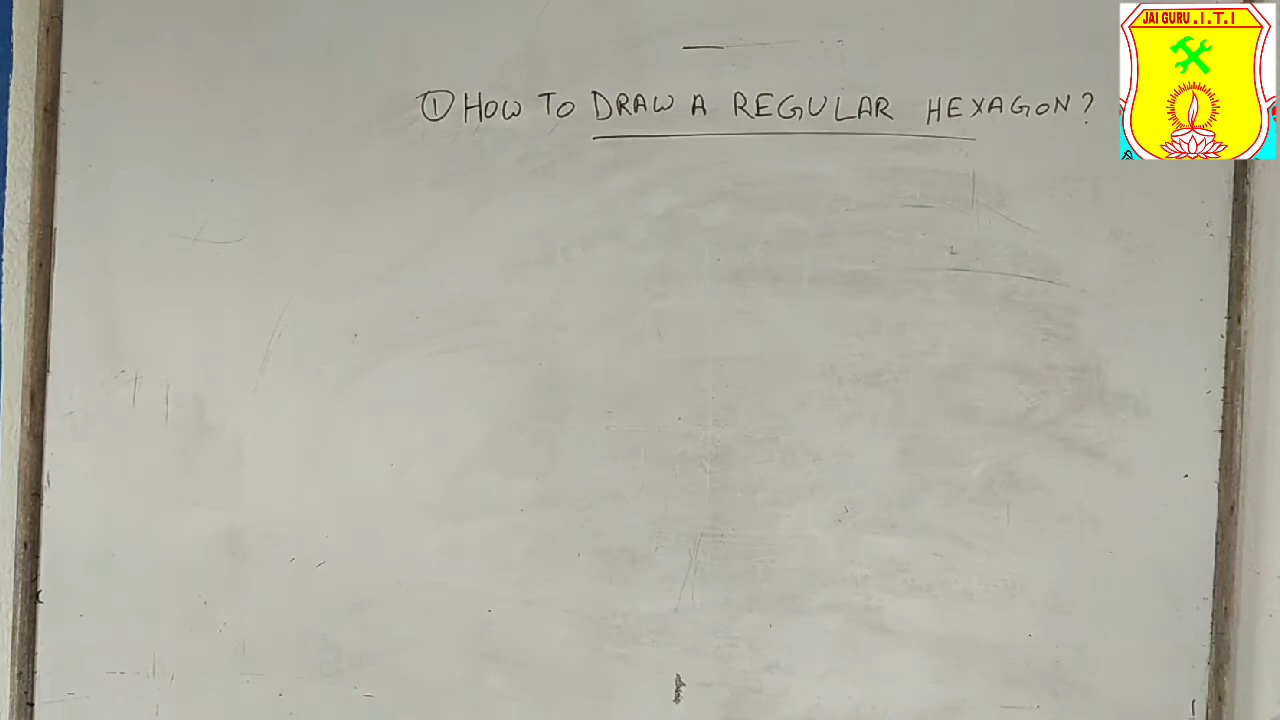 ① HOW TO DRAW A REGULAR HEXAGON?
JAI GURU . I . T . I